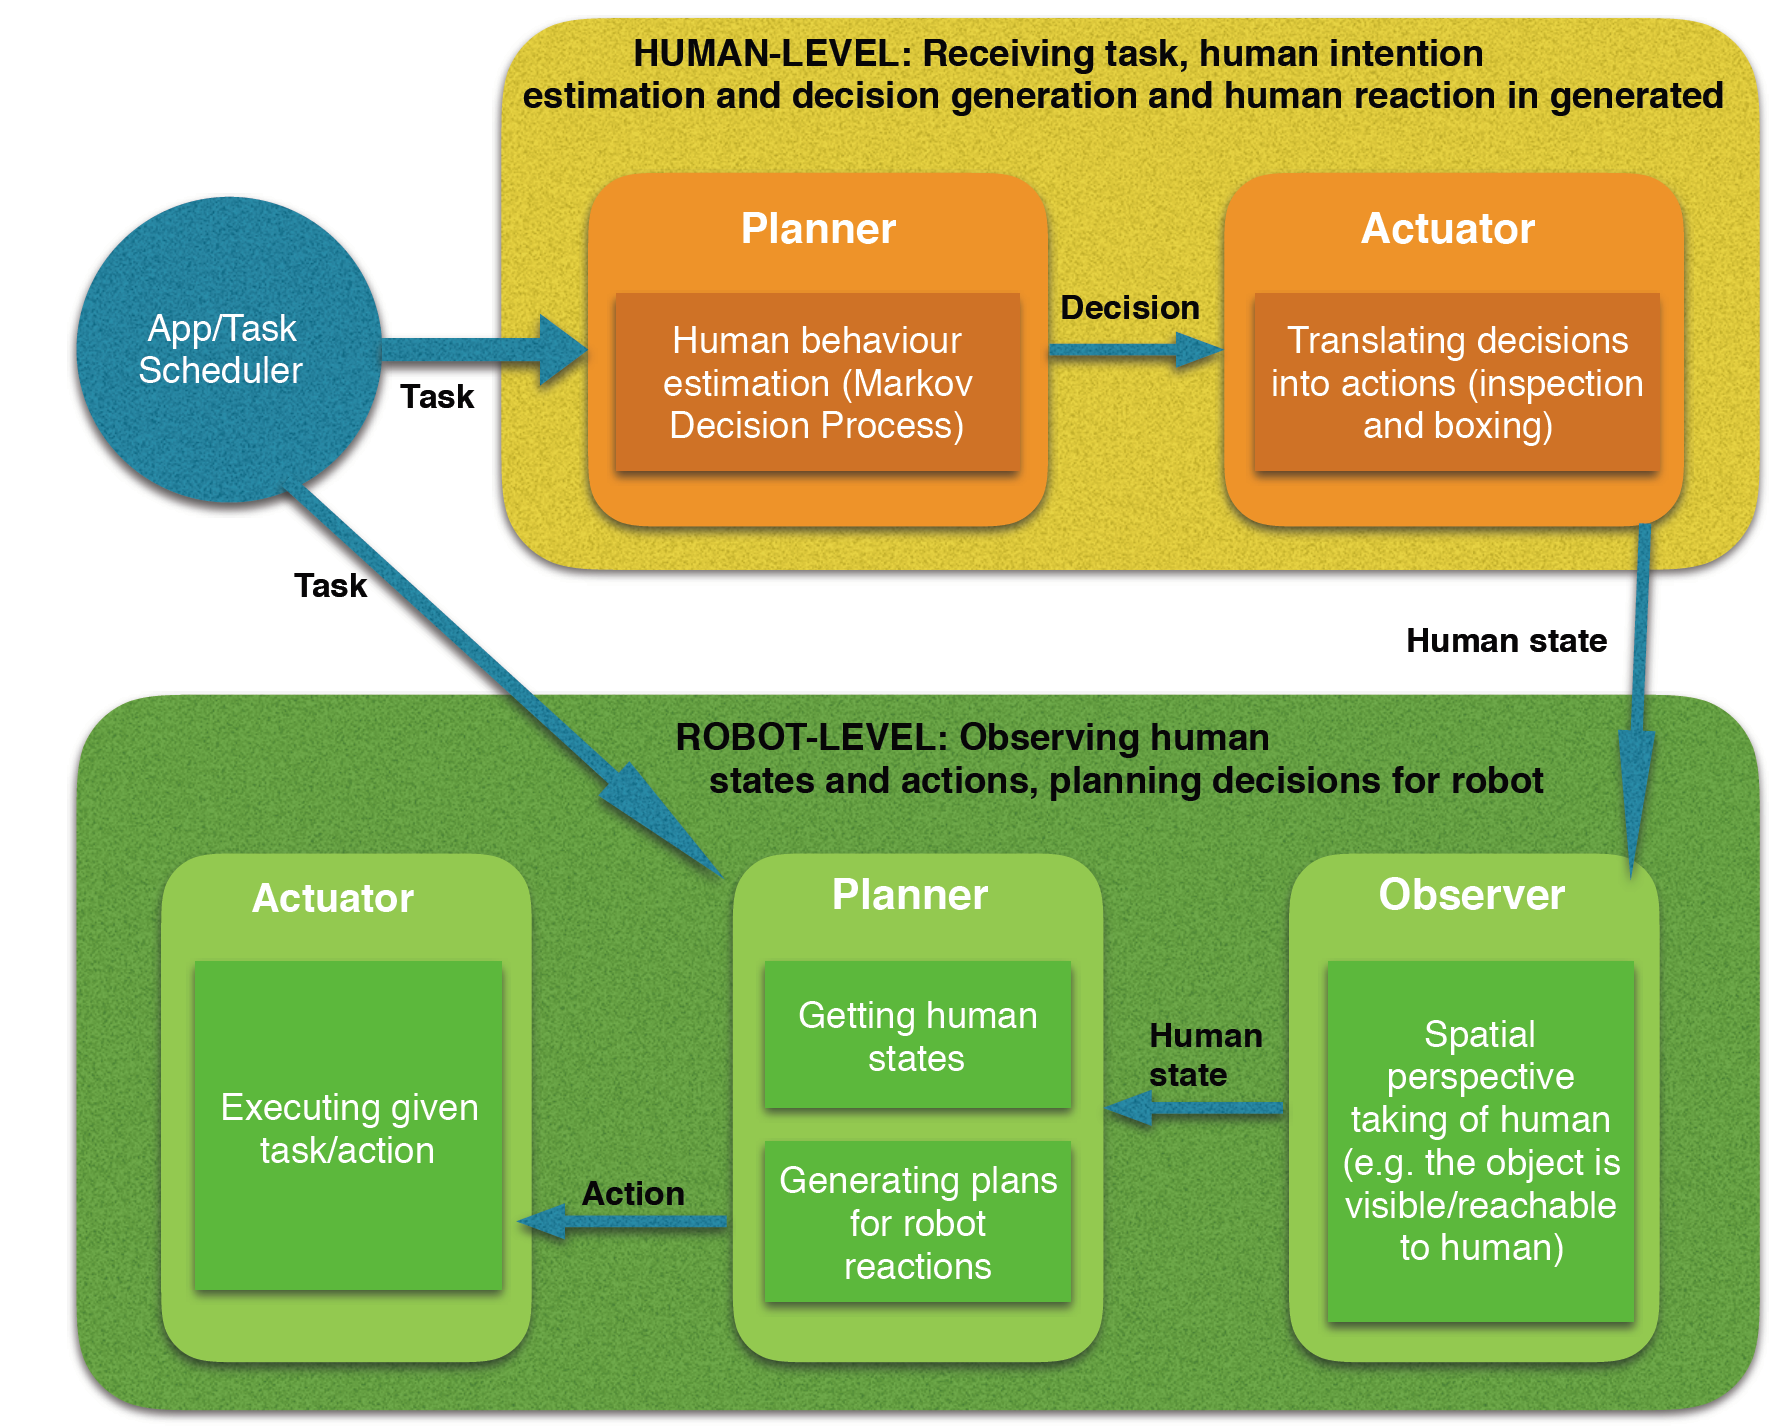 HUMAN-LEVEL: Receiving task, human intention
estimation and decision generation and human reaction in generated
App/Task
Scheduler
Task
Planner
Human behaviour
estimation (Markov
Decision Process)
Decision
Actuator
Translating decisions
into actions (inspection
and boxing)
Task
Human state
ROBOT-LEVEL: Observing human
states and actions, planning decisions for robot
Actuator
Executing given
task/action
Action
Planner
Getting human
states
Generating plans
for robot
reactions
Human
state
Observer
Spatial
perspective
taking of human
(e.g. the object is
visible/reachable
to human)